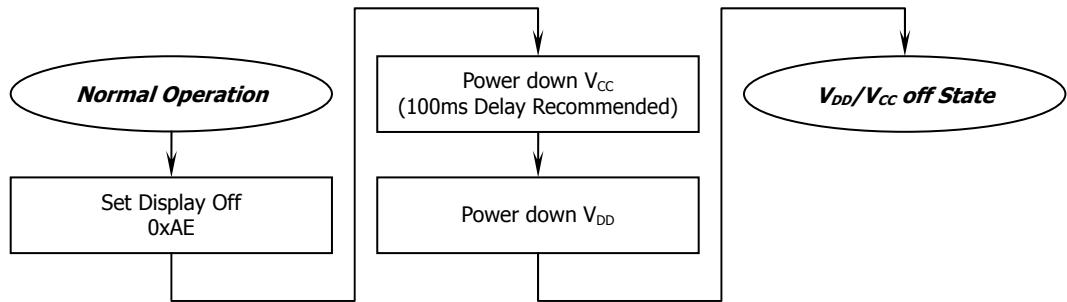 Normal Operation
Set Display Off
0xAE
Power down VCC
(100ms Delay Recommended)
Power down VDD
VDD/VCC off State